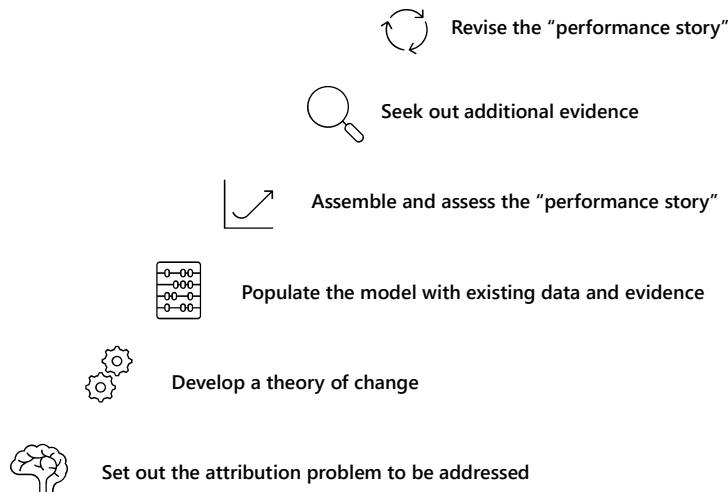 Revise the “performance story”
Seek out additional evidence
Assemble and assess the “performance story”
Populate the model with existing data and evidence
Develop a theory of change
Set out the attribution problem to be addressed